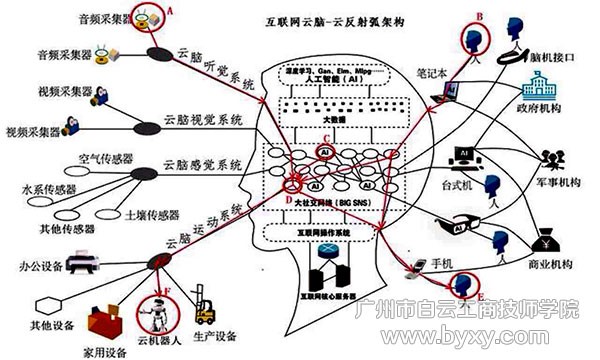 互联网云脑-云反射弧架构
A
音频采集器
音频采集器
云脑听觉系统
视频采集器
视频采集器
云脑视觉系统
空气传感器
云脑感觉系统
水系传感器
土壤传感器
其他传感器
云脑运动系统
办公设备
F
其他设备
家用设备
云机器人
生产设备
深度学习、Gan、Elm、Mlpg……
人工智能（AI）
大数据
C
AI
D
AI
AI
大社交网络（BIG SNS）
互联网操作系统
互联网核心服务器
B
人
脑机接口
笔记本
AI
政府机构
人
台式机
AI
军事机构
AI
商业机构
手机
人
E
广州市白云工商技师学院
www.byxy.com